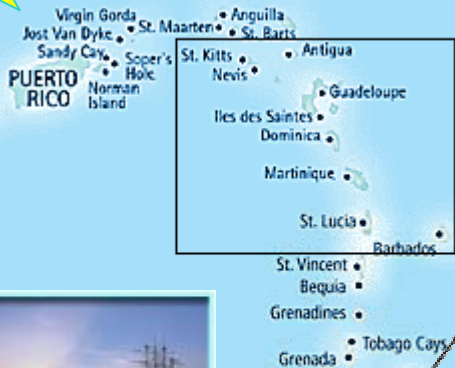 Virgin Gorda
Anguilla
Jost Van Dyke
St. Maarten
St. Barts
Sandy Cay
Soper's
Hole
St. Kitts
Antigua
Nevis
PUERTO
RICO
Norman
Island
Guadeloupe
Iles des Saintes
Dominica
Martinique
St. Lucia
Barbados
St. Vincent
Bequia
Grenadines
Tobago Cays
Grenada